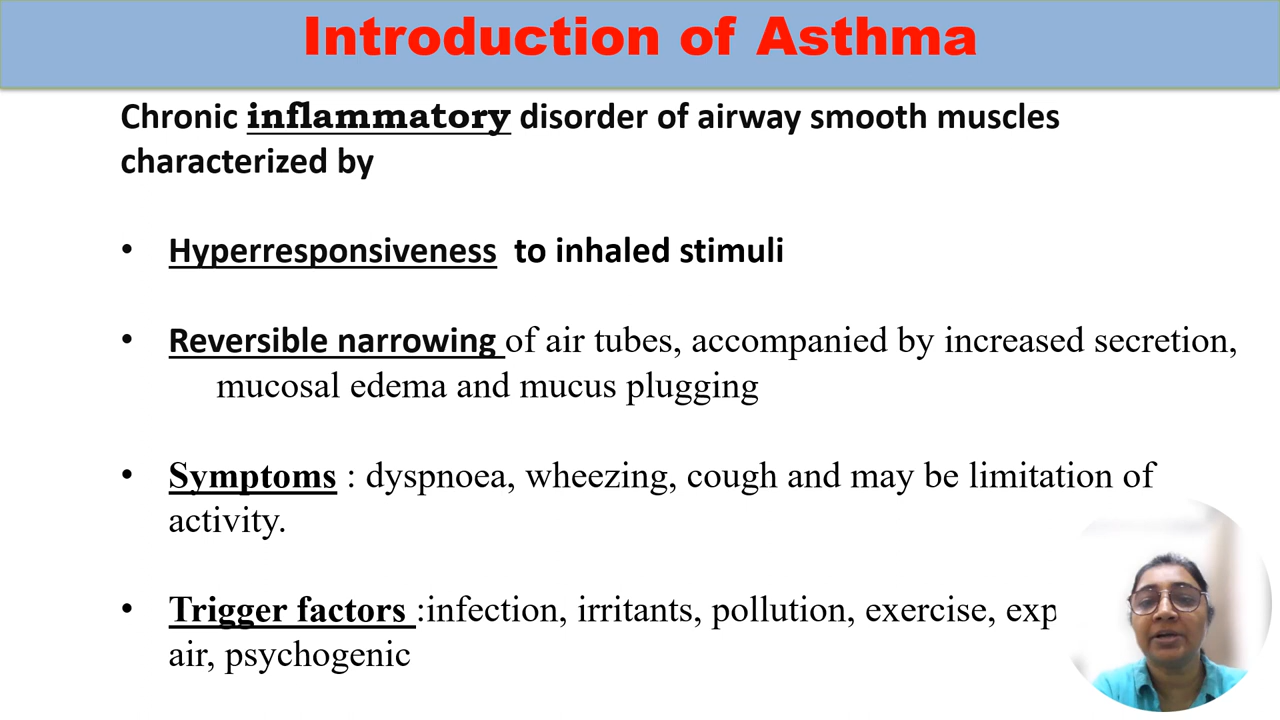 Introduction of Asthma
Chronic inflammatory disorder of airway smooth muscles
characterized by
• Hyperresponsiveness to inhaled stimuli
• Reversible narrowing of air tubes, accompanied by increased secretion,
mucosal edema and mucus plugging
• Symptoms : dyspnoea, wheezing, cough and may be limitation of
activity.
• Trigger factors :infection, irritants, pollution, exercise,
air, psychogenic